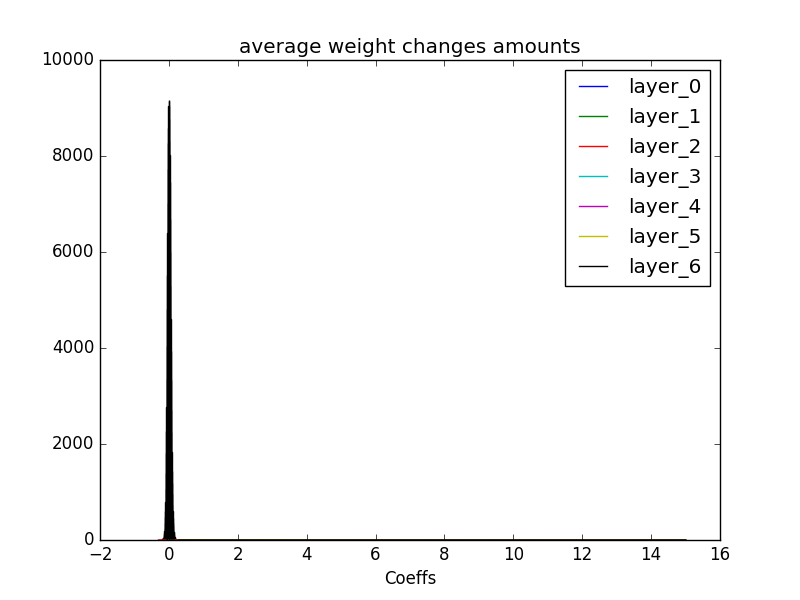 average weight changes amounts
10000
8000
6000
4000
2000
0
−2 0 2 4 6 8 10 12 14 16
Coeffs
layer_0
layer_1
layer_2
layer_3
layer_4
layer_5
layer_6